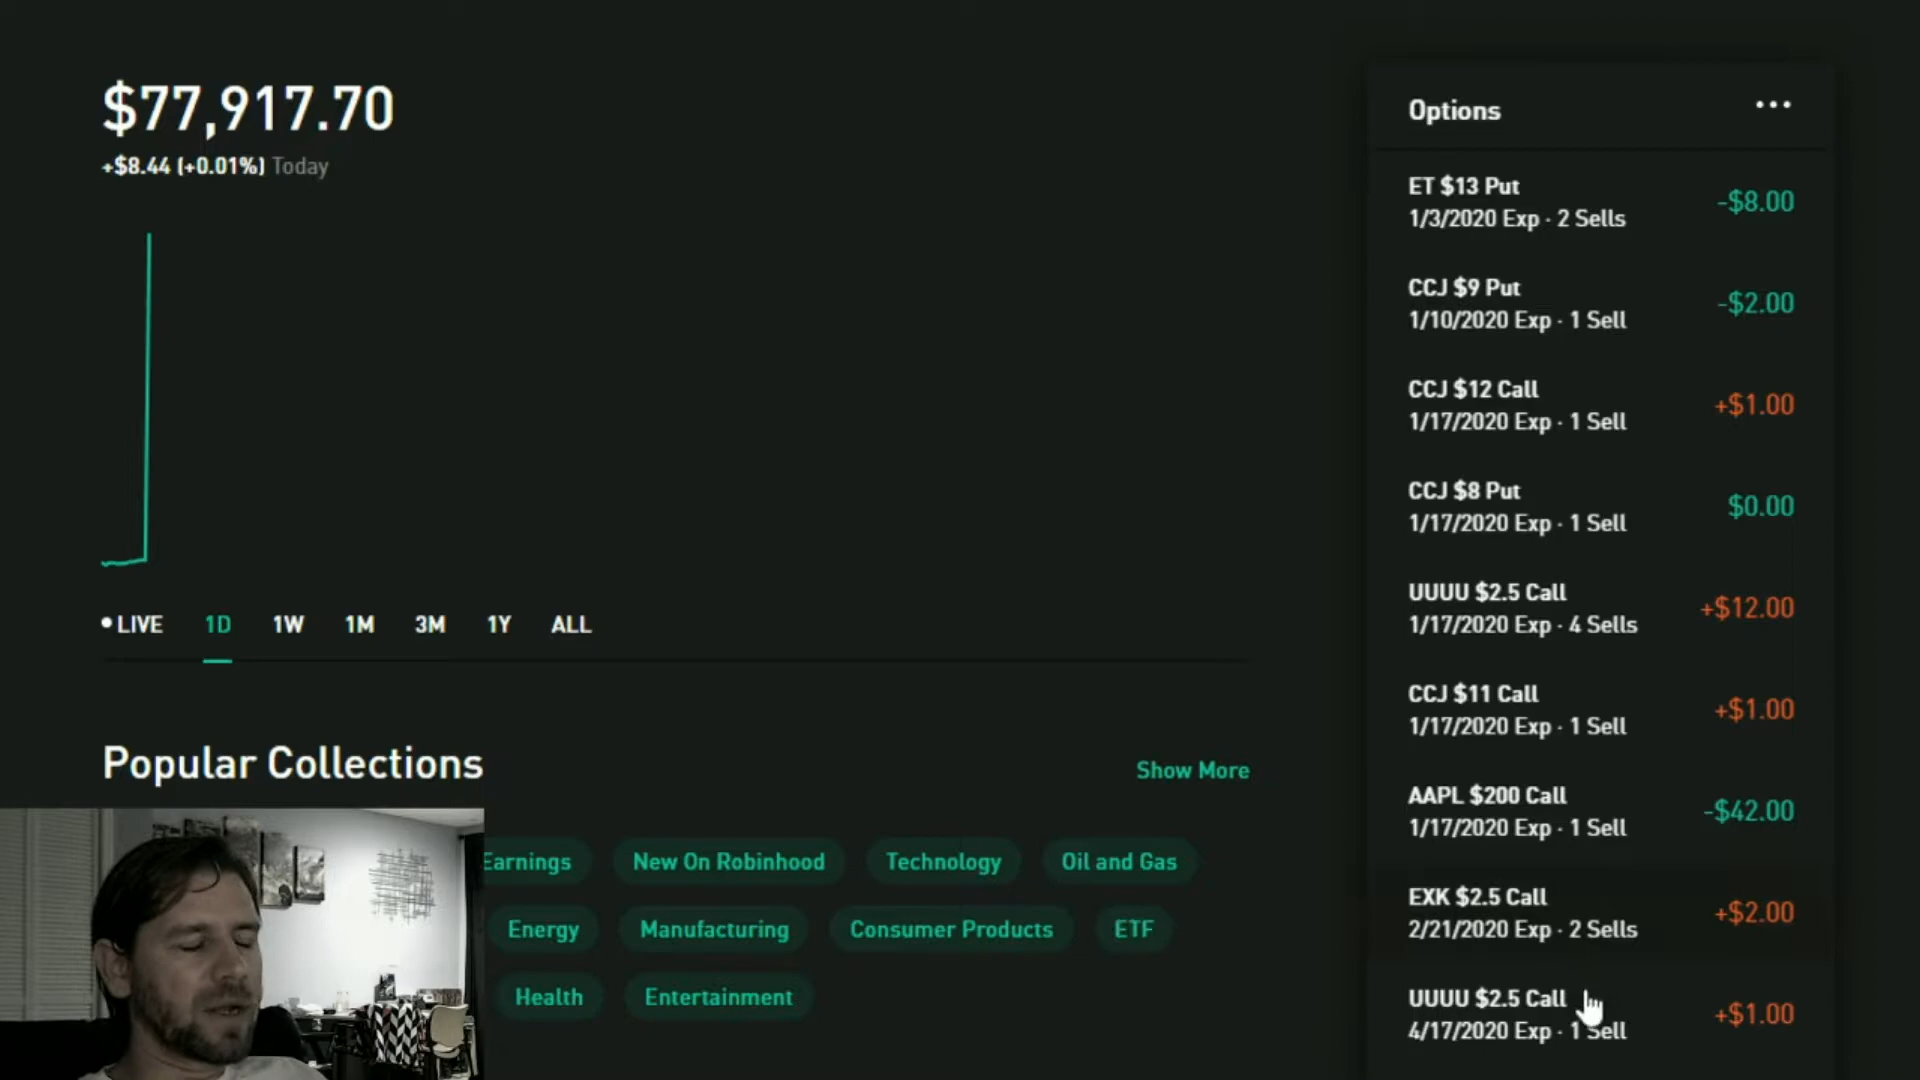 $77,917.70
+$8.44 (+0.01%) Today
LIVE 1D 1W 1M 3M 1Y ALL
Popular Collections
Show More
Earnings New On Robinhood Technology Oil and Gas
Energy Manufacturing Consumer Products ETF
Health Entertainment
Options
ET $13 Put
1/3/2020 Exp · 2 Sells
-$8.00
CCJ $9 Put
1/10/2020 Exp · 1 Sell
-$2.00
CCJ $12 Call
1/17/2020 Exp · 1 Sell
+$1.00
CCJ $8 Put
1/17/2020 Exp · 1 Sell
$0.00
UUUU $2.5 Call
1/17/2020 Exp · 4 Sells
+$12.00
CCJ $11 Call
1/17/2020 Exp · 1 Sell
+$1.00
AAPL $200 Call
1/17/2020 Exp · 1 Sell
-$42.00
EXK $2.5 Call
2/21/2020 Exp · 2 Sells
+$2.00
UUUU $2.5 Call
4/17/2020 Exp · 1 Sell
+$1.00